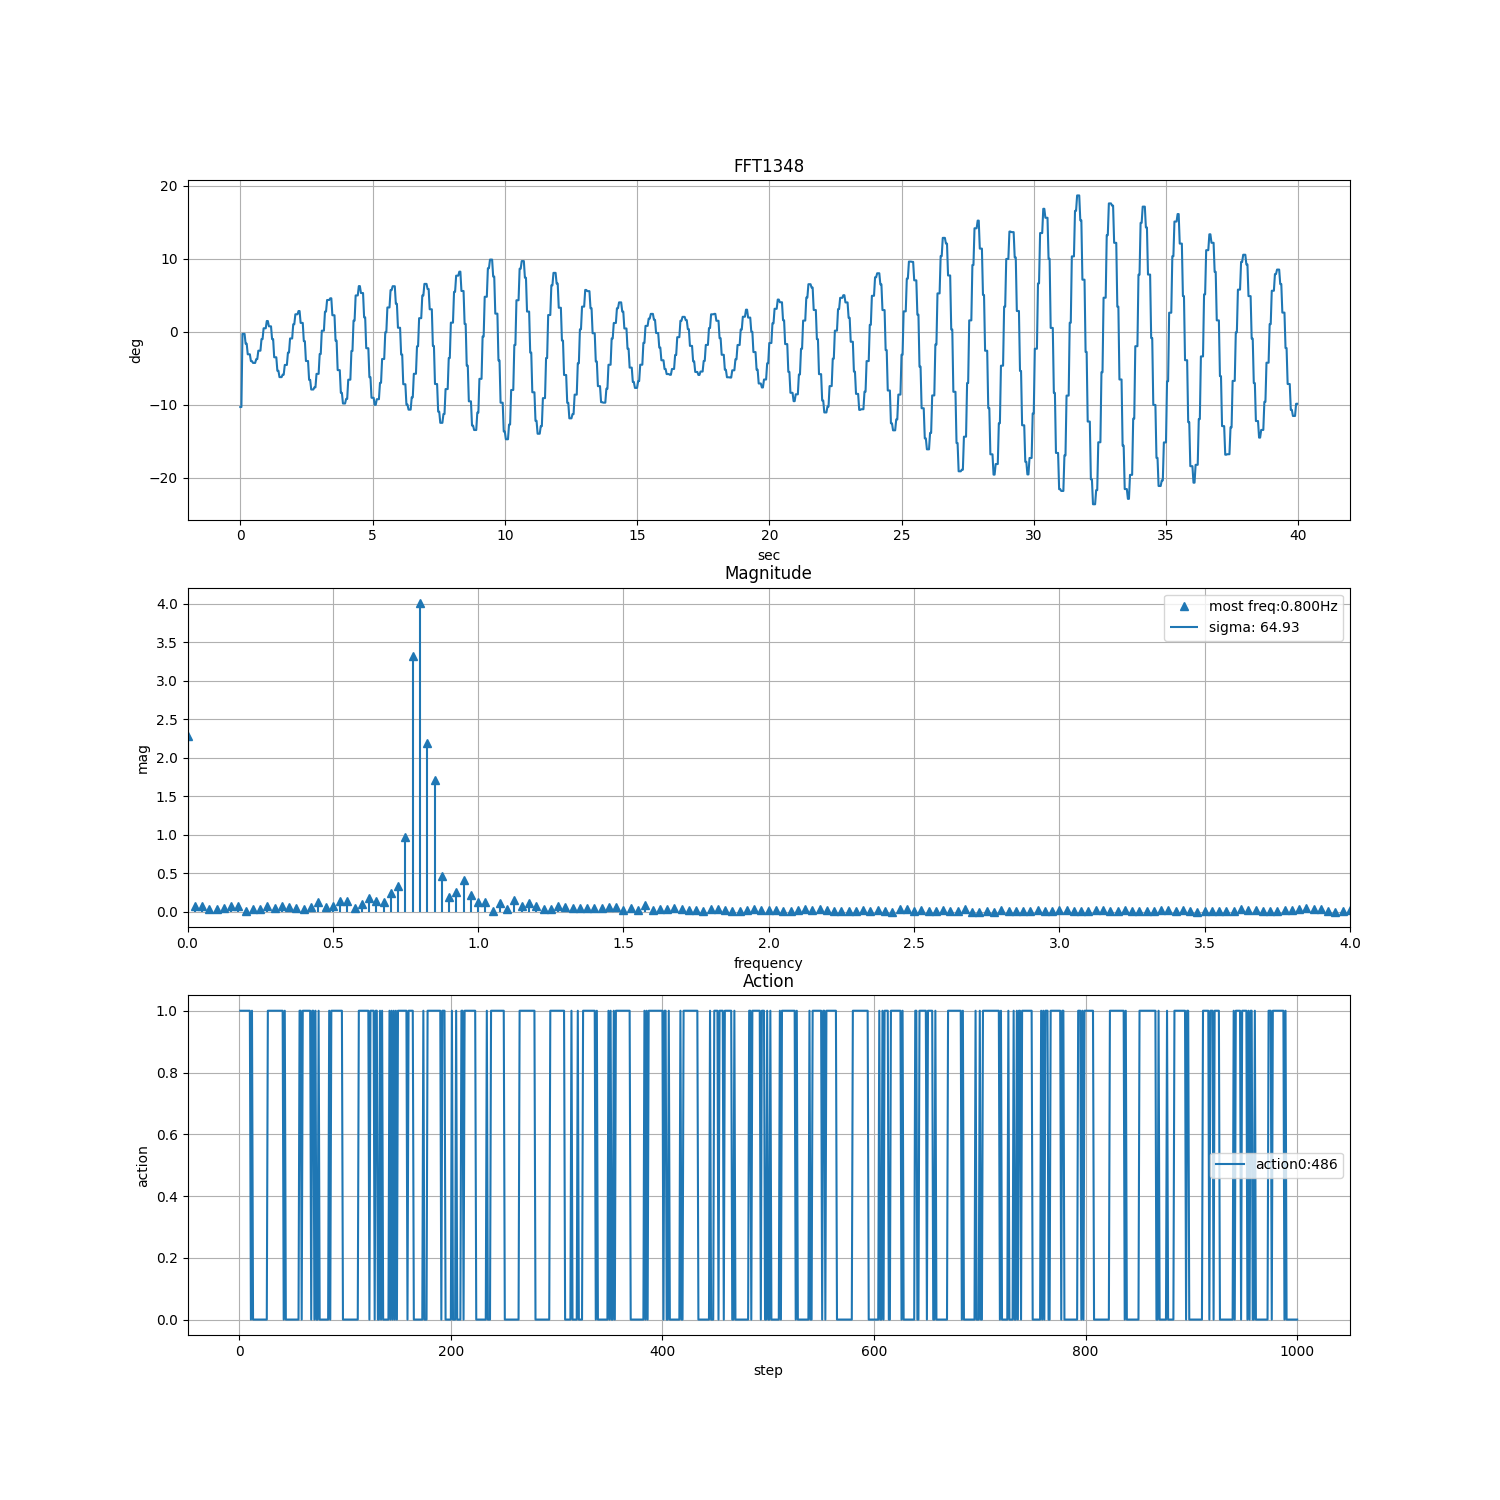 FFT1348
20
10
0
−10
−20
deg
0 5 10 15 20 25 30 35 40
sec
Magnitude
4.0
3.5
3.0
2.5
2.0
1.5
1.0
0.5
0.0
mag
most freq:0.800Hz
sigma: 64.93
0.0 0.5 1.0 1.5 2.0 2.5 3.0 3.5 4.0
frequency
Action
1.0
0.8
0.6
0.4
0.2
0.0
action
action0:486
0 200 400 600 800 1000
step